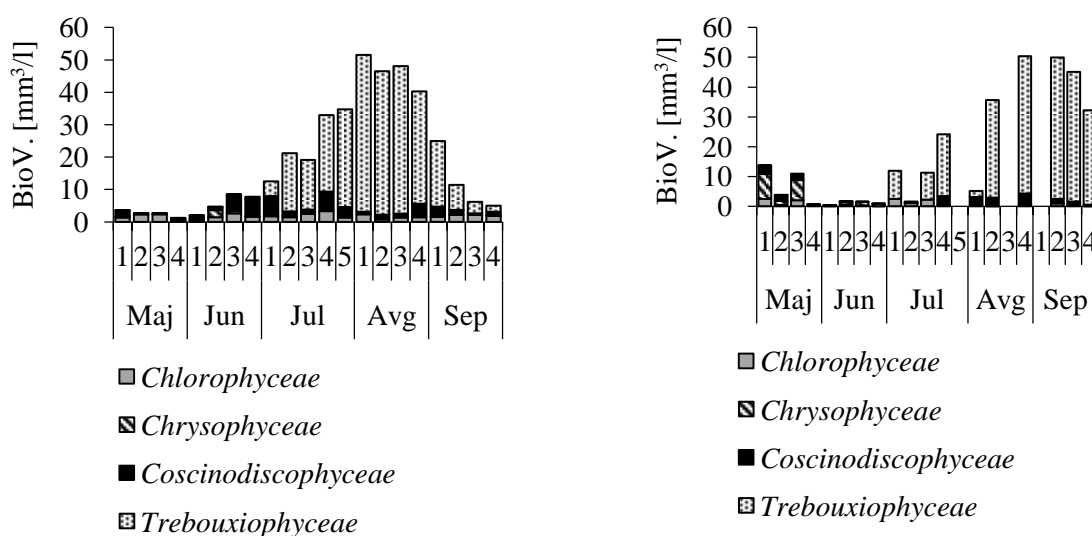 BioV. [mm³/l]
60
50
40
30
20
10
0
1 2 3 4 1 2 3 4 1 2 3 4 5 1 2 3 4 1 2 3 4
Maj Jun Jul Avg Sep
Chlorophyceae
Chrysophyceae
Coscinodiscophyceae
Trebouxiophyceae
BioV. [mm³/l]
60
50
40
30
20
10
0
1 2 3 4 1 2 3 4 1 2 3 4 5 1 2 3 4 1 2 3 4
Maj Jun Jul Avg Sep
Chlorophyceae
Chrysophyceae
Coscinodiscophyceae
Trebouxiophyceae